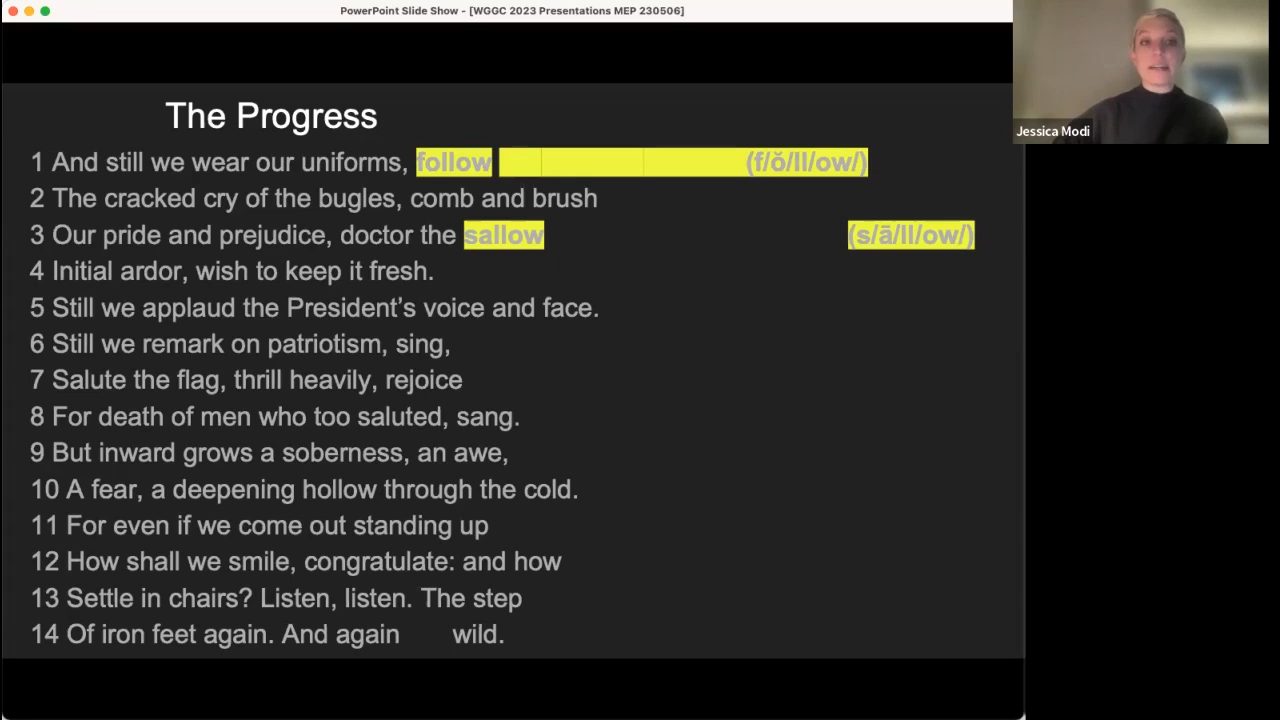 PowerPoint Slide Show - [WGGC 2023 Presentations MEP 230506]
The Progress
1 And still we wear our uniforms, follow (f/ŏ/ll/ow/)
2 The cracked cry of the bugles, comb and brush
3 Our pride and prejudice, doctor the sallow (s/ā/ll/ow/)
4 Initial ardor, wish to keep it fresh.
5 Still we applaud the President’s voice and face.
6 Still we remark on patriotism, sing,
7 Salute the flag, thrill heavily, rejoice
8 For death of men who too saluted, sang.
9 But inward grows a soberness, an awe,
10 A fear, a deepening hollow through the cold.
11 For even if we come out standing up
12 How shall we smile, congratulate: and how
13 Settle in chairs? Listen, listen. The step
14 Of iron feet again. And again wild.
Jessica Modi